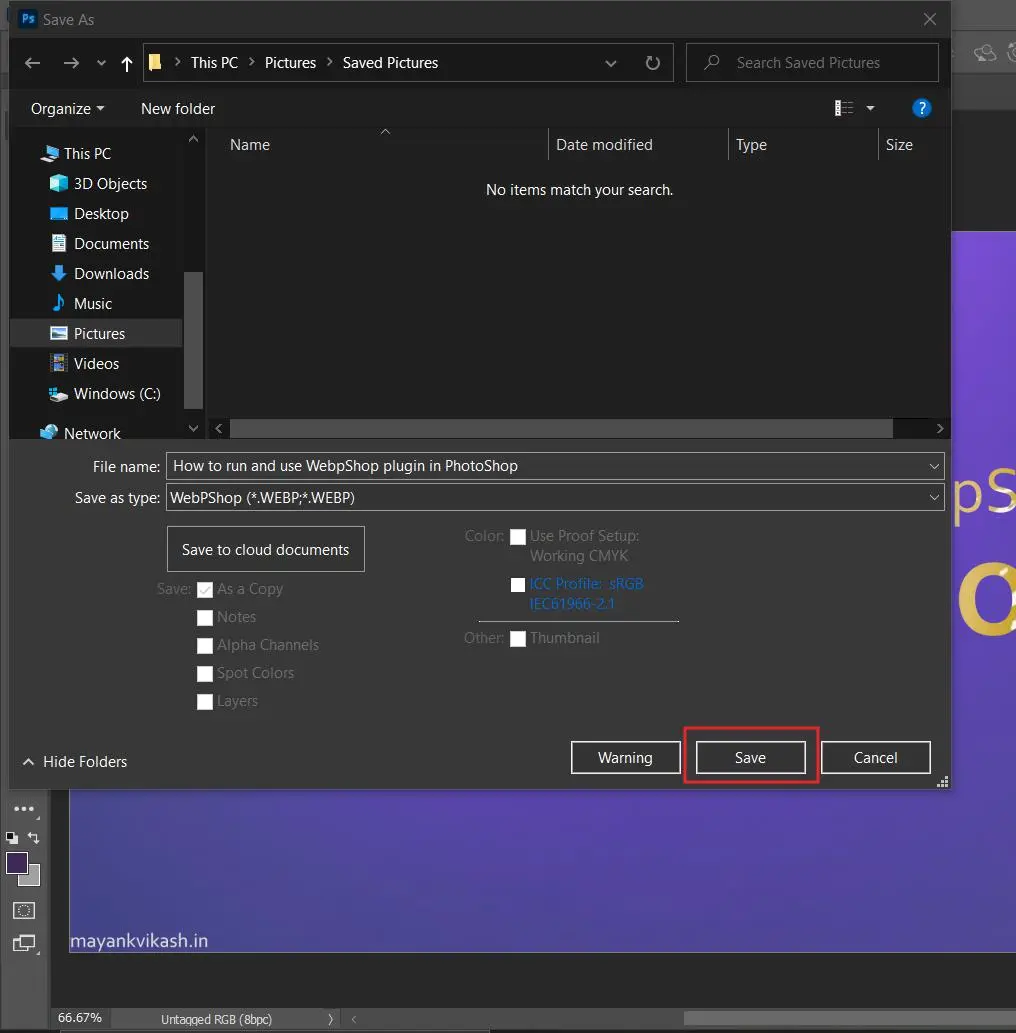 Ps Save As
This PC > Pictures > Saved Pictures
Search Saved Pictures
Organize
New folder
?
Name
Date modified
Type
Size
No items match your search.
This PC
3D Objects
Desktop
Documents
Downloads
Music
Pictures
Videos
Windows (C:)
Network
File name: How to run and use WebpShop plugin in PhotoShop
Save as type: WebPShop (*.WEBP;*.WEBP)
Save to cloud documents
Save: As a Copy
Notes
Alpha Channels
Spot Colors
Layers
Color: Use Proof Setup:
Working CMYK
ICC Profile: sRGB
IEC61966-2.1
Other: Thumbnail
Hide Folders
Warning
Save
Cancel
pS
O
mayankvikash.in
66.67%
Untagged RGB (8bpc)